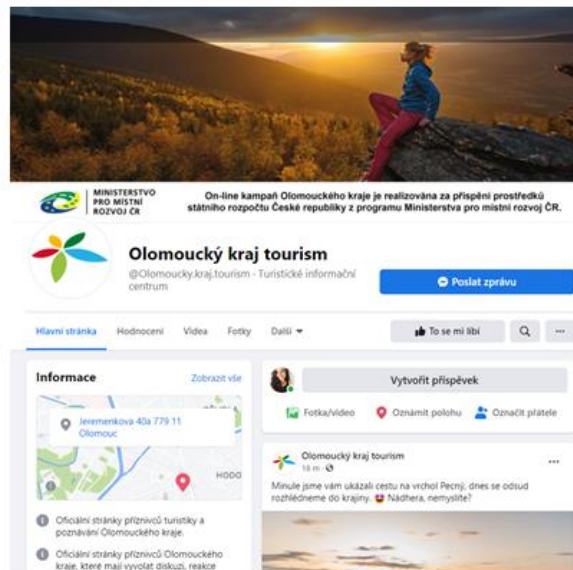 MINISTERSTVO
PRO MÍSTNÍ
ROZVOJ ČR
On-line kampaň Olomouckého kraje je realizována za přispění prostředků
státního rozpočtu České republiky z programu Ministerstva pro místní rozvoj ČR.
Olomoucký kraj tourism
@Olomoucky.kraj.tourism - Turistické informační
centrum
Poslat zprávu
Hlavní stránka Hodnocení Videa Fotky Další
To se mi líbí
Informace
Zobrazit vše
Jeremenkova 40a 779 11
Olomouc
HODO
Oficiální stránky příznivců turistiky a
poznávání Olomouckého kraje.
Oficiální stránky příznivců Olomouckého
kraje, které mají vyvolat diskuzi, reakce
Vytvořit příspěvek
Fotka/video Oznámit polohu Označit přátele
Olomoucký kraj tourism
Minule jsme vám ukázali cestu na vrchol Pecný, dnes se odsud
rozhlédneme do krajiny. Nádhera, nemyslíte?